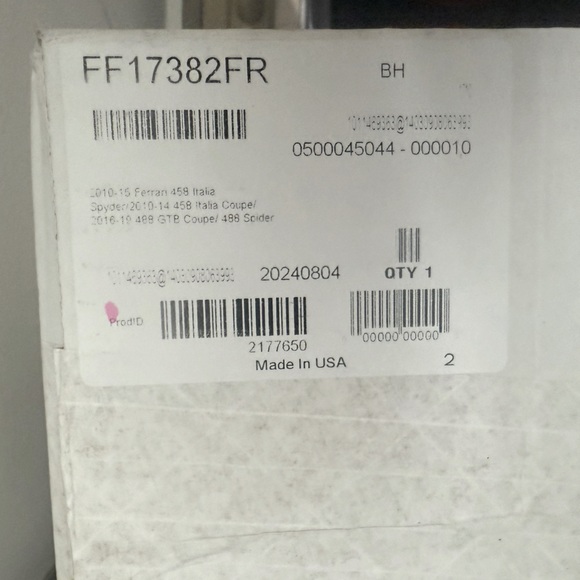 FF17382FR
BH
0500045044 - 000010
2010-15 Ferrari 458 Italia
Spyder/2010-14 458 Italia Coupe/
2016-19 488 GTB Coupe/ 488 Spider
20240804
QTY 1
ProdID
2177650
00000 00000
Made In USA
2